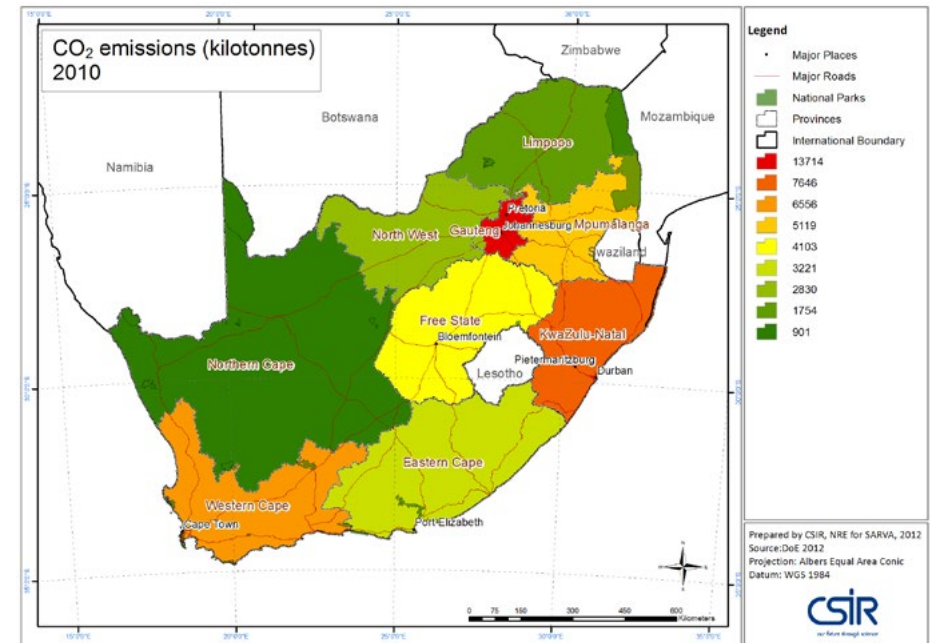 CO₂ emissions (kilotonnes)
2010
Zimbabwe
Botswana
Mozambique
Namibia
Limpopo
Pretoria
North West
Gauteng
Johannesburg
Mpumalanga
Swaziland
Free State
Bloemfontein
KwaZulu-Natal
Northern Cape
Pietermaritzburg
Lesotho
Durban
Eastern Cape
Western Cape
Cape Town
Port Elizabeth
0 75 150 300 450 600
Kilometers
N
Legend
Major Places
Major Roads
National Parks
Provinces
International Boundary
13714
7646
6556
5119
4103
3221
2830
1754
901
Prepared by CSIR, NRE for SARVA, 2012
Source:DoE 2012
Projection: Albers Equal Area Conic
Datum: WGS 1984
CSIR
our future through science